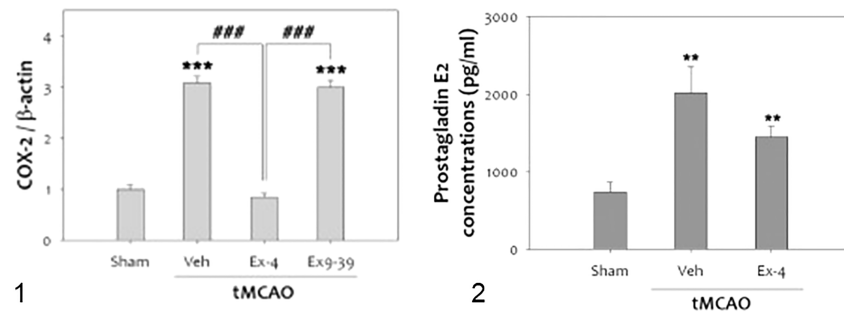 COX-2 / β-actin
4
3
2
1
0
### ###
***
***
Sham Veh Ex-4 Ex9-39
tMCAO
1
Prostagladin E2
concentrations (pg/ml)
3000
2000
1000
0
**
**
Sham Veh Ex-4
tMCAO
2